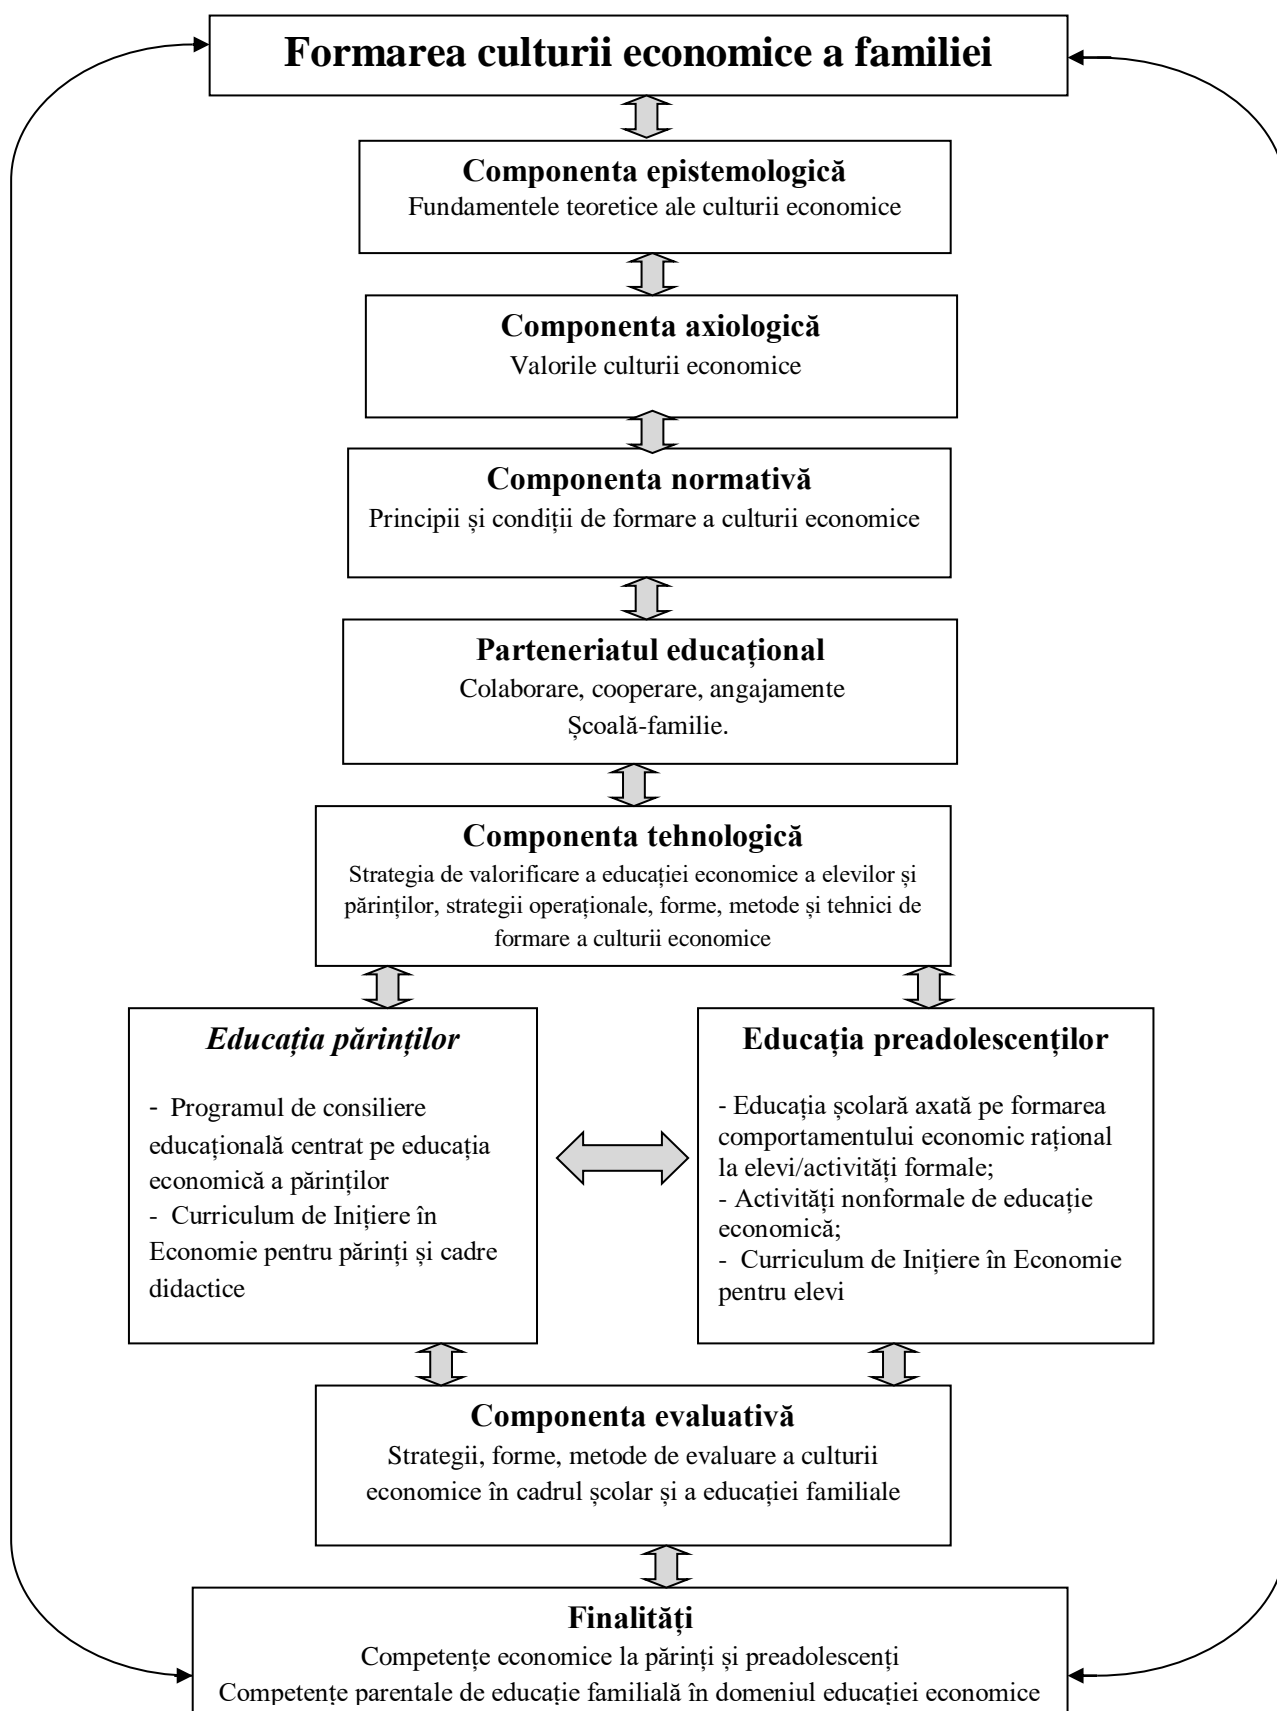 Formarea culturii economice a familiei
Componenta epistemologică
Fundamentele teoretice ale culturii economice
Componenta axiologică
Valorile culturii economice
Componenta normativă
Principii și condiții de formare a culturii economice
Parteneriatul educațional
Colaborare, cooperare, angajamente
Școală-familie.
Componenta tehnologică
Strategia de valorificare a educației economice a elevilor și
părinților, strategii operaționale, forme, metode și tehnici de
formare a culturii economice
Educația părinților
- Programul de consiliere
educațională centrat pe educația
economică a părinților
- Curriculum de Inițiere în
Economie pentru părinți și cadre
didactice
Educația preadolescenților
- Educația școlară axată pe formarea
comportamentului economic rațional
la elevi/activități formale;
- Activități nonformale de educație
economică;
- Curriculum de Inițiere în Economie
pentru elevi
Componenta evaluativă
Strategii, forme, metode de evaluare a culturii
economice în cadrul școlar și a educației familiale
Finalități
Competențe economice la părinți și preadolescenți
Competențe parentale de educație familială în domeniul educației economice